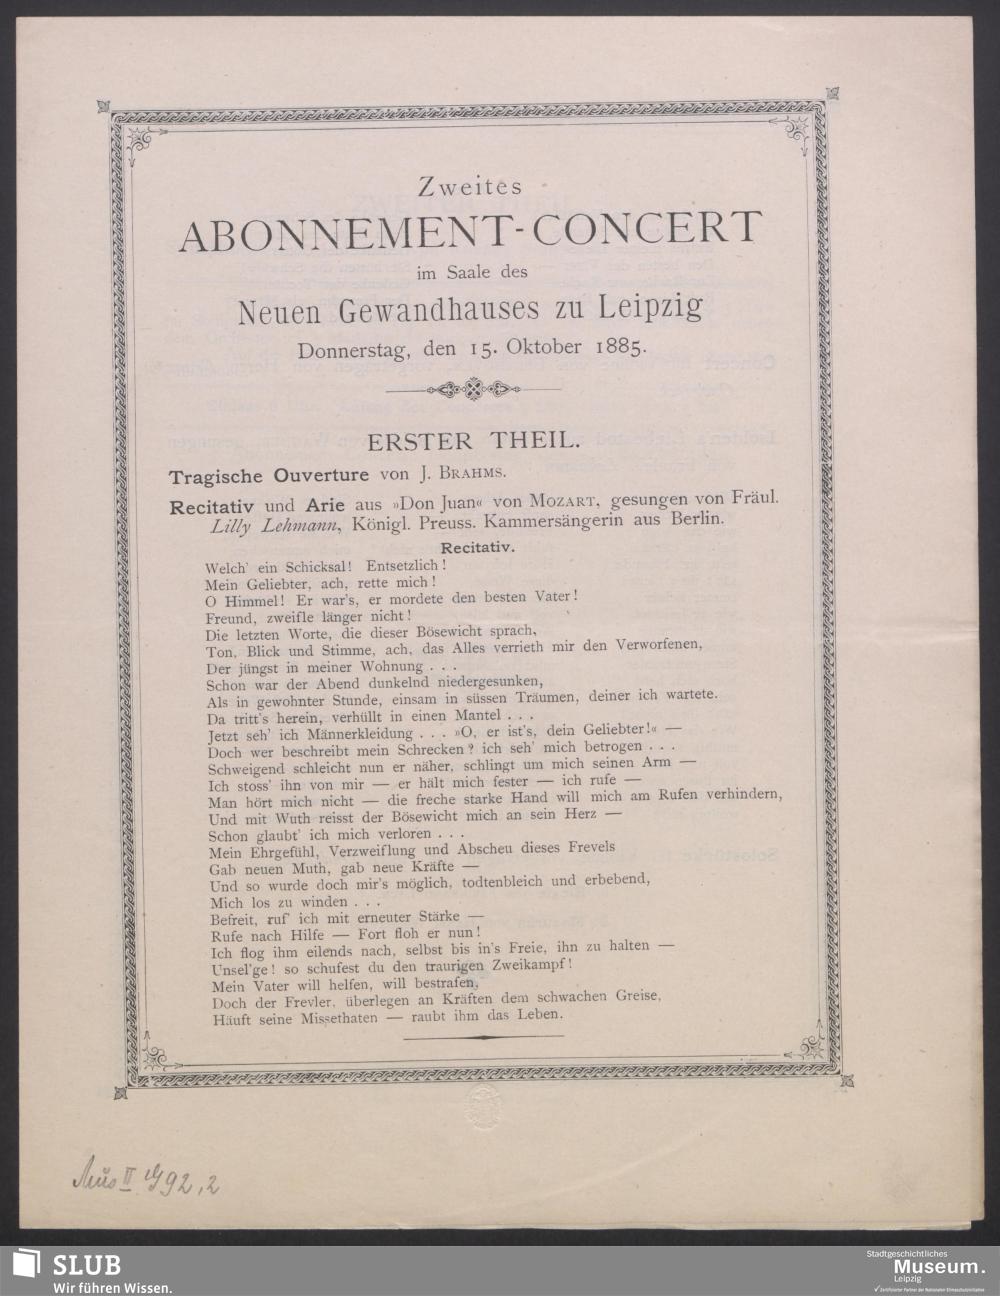 Zweites
ABONNEMENT-CONCERT
im Saale des
Neuen Gewandhauses zu Leipzig
Donnerstag, den 15. Oktober 1885.
ERSTER THEIL.
Tragische Ouverture von J. BRAHMS.
Recitativ und Arie aus »Don Juan« von MOZART, gesungen von Fräul.
Lilly Lehmann, Königl. Preuss. Kammersängerin aus Berlin.
Recitativ.
Welch' ein Schicksal! Entsetzlich!
Mein Geliebter, ach, rette mich!
O Himmel! Er war's, er mordete den besten Vater!
Freund, zweifle länger nicht!
Die letzten Worte, die dieser Bösewicht sprach,
Ton, Blick und Stimme, ach, das Alles verrieth mir den Verworfenen,
Der jüngst in meiner Wohnung . . .
Schon war der Abend dunkelnd niedergesunken,
Als in gewohnter Stunde, einsam in süssen Träumen, deiner ich wartete.
Da tritt's herein, verhüllt in einen Mantel . . .
Jetzt seh' ich Männerkleidung . . . »O, er ist's, dein Geliebter!« —
Doch wer beschreibt mein Schrecken? ich seh' mich betrogen . . .
Schweigend schleicht nun er näher, schlingt um mich seinen Arm —
Ich stoss' ihn von mir — er hält mich fester — ich rufe —
Man hört mich nicht — die freche starke Hand will mich am Rufen verhindern,
Und mit Wuth reisst der Bösewicht mich an sein Herz —
Schon glaubt' ich mich verloren . . .
Mein Ehrgefühl, Verzweiflung und Abscheu dieses Frevels
Gab neuen Muth, gab neue Kräfte —
Und so wurde doch mir's möglich, todtenbleich und erbebend,
Mich los zu winden . . .
Befreit, ruf' ich mit erneuter Stärke —
Rufe nach Hilfe — Fort floh er nun!
Ich flog ihm eilends nach, selbst bis in's Freie, ihn zu halten —
Unsel'ge! so schufest du den traurigen Zweikampf!
Mein Vater will helfen, will bestrafen,
Doch der Frevler, überlegen an Kräften dem schwachen Greise,
Häuft seine Missethaten — raubt ihm das Leben.
SLUB
Wir führen Wissen.
Stadtgeschichtliches
Museum.
Leipzig
Zertifizierter Partner der Nationalen Klimaschutzinitiative